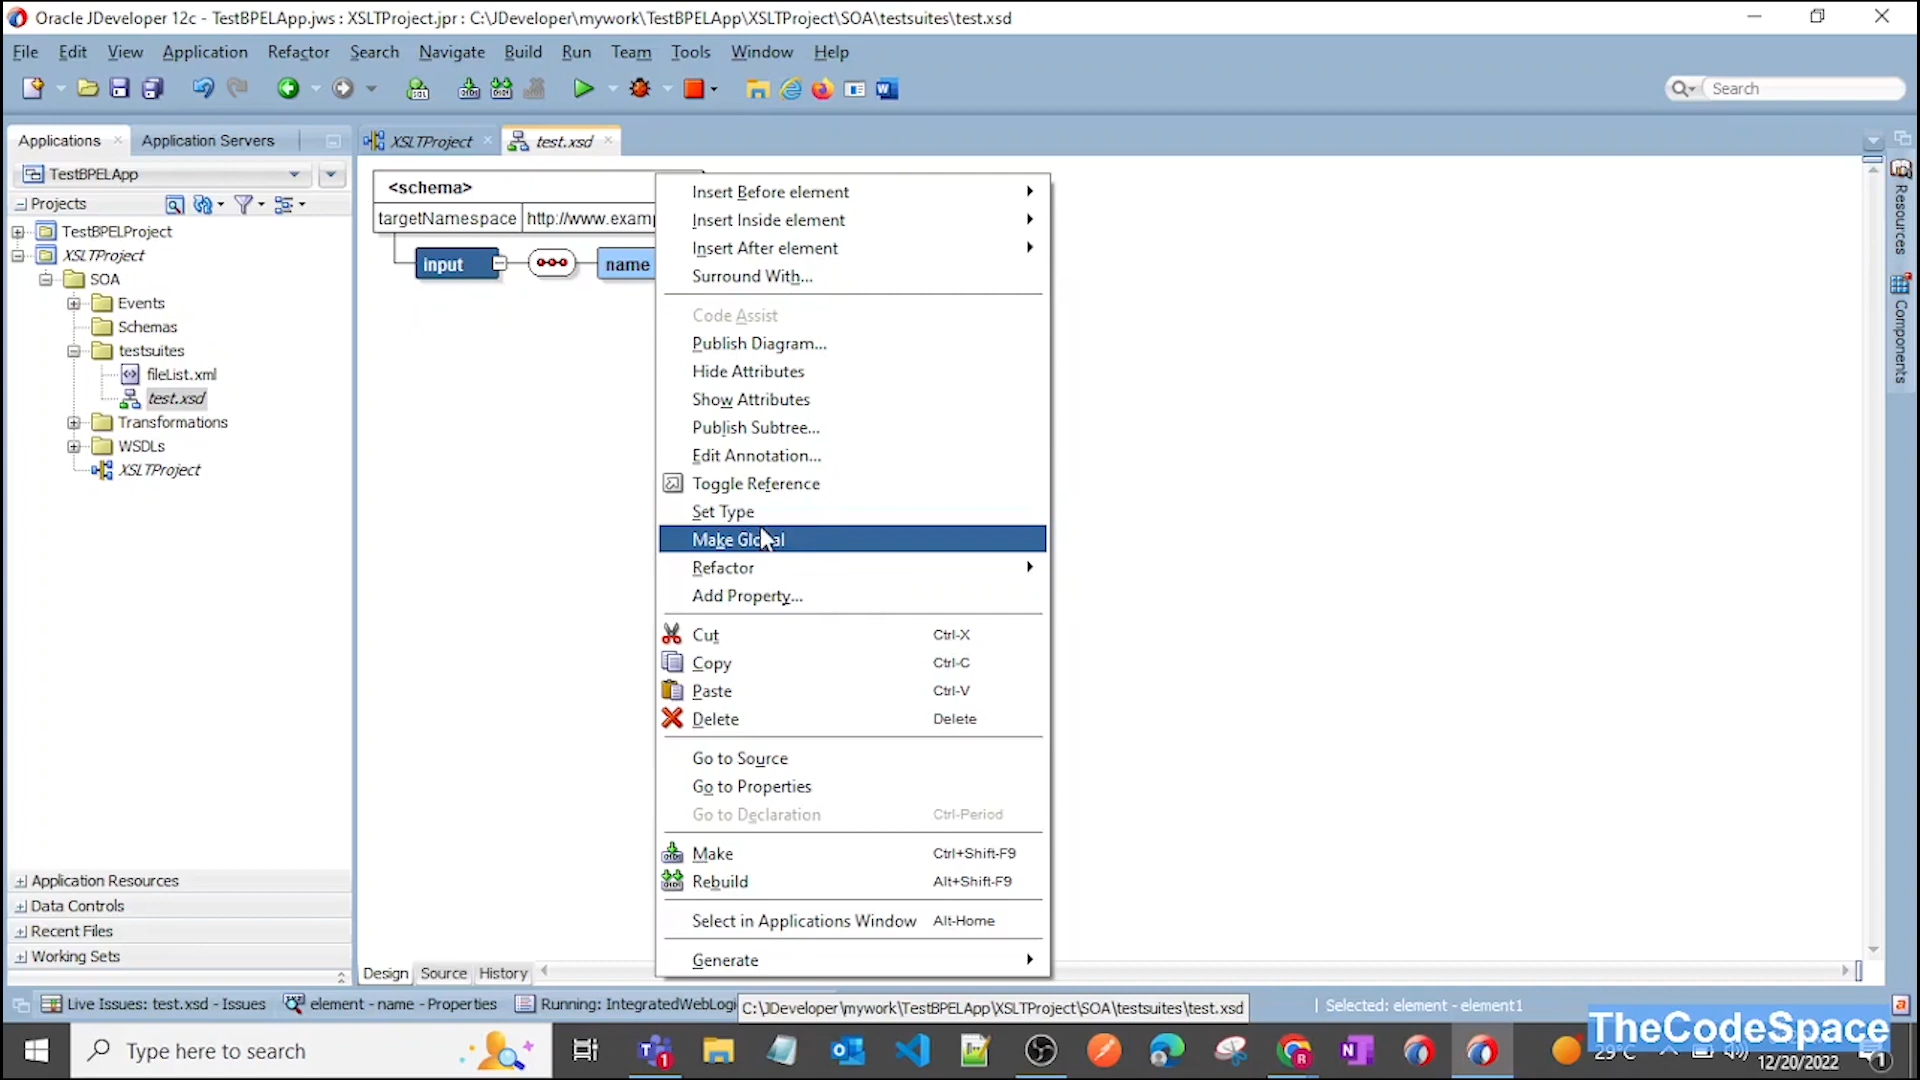 Oracle JDeveloper 12c - TestBPELApp.jws : XSLTProject.jpr : C:\JDeveloper\mywork\TestBPELApp\XSLTProject\SOA\testsuites\test.xsd
File Edit View Application Refactor Search Navigate Build Run Team Tools Window Help
Search
Applications Application Servers XSLTProject test.xsd
TestBPELApp
Projects
TestBPELProject
XSLTProject
SOA
Events
Schemas
testsuites
fileList.xml
test.xsd
Transformations
WSDLs
XSLTProject
Application Resources
Data Controls
Recent Files
Working Sets
<schema>
targetNamespace http://www.examp
input name
Insert Before element
Insert Inside element
Insert After element
Surround With...
Code Assist
Publish Diagram...
Hide Attributes
Show Attributes
Publish Subtree...
Edit Annotation...
Toggle Reference
Set Type
Make Global
Refactor
Add Property...
Cut Ctrl-X
Copy Ctrl-C
Paste Ctrl-V
Delete Delete
Go to Source
Go to Properties
Go to Declaration Ctrl-Period
Make Ctrl+Shift-F9
Rebuild Alt+Shift-F9
Select in Applications Window Alt-Home
Generate
Resources
Components
Design Source History
Live Issues: test.xsd - Issues element - name - Properties Running: IntegratedWebLogi
C:\JDeveloper\mywork\TestBPELApp\XSLTProject\SOA\testsuites\test.xsd
Selected: element - element1
TheCodeSpace
Type here to search
29°C
12/20/2022